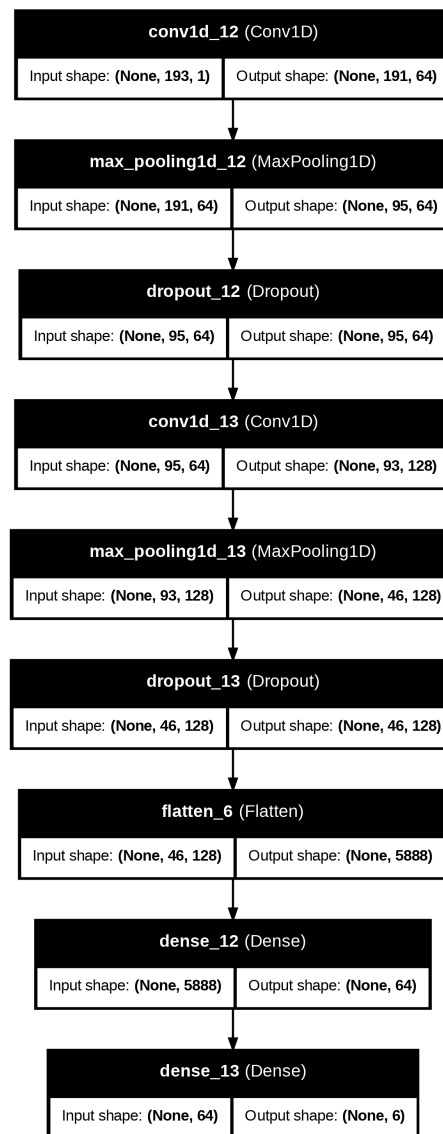 conv1d_12 (Conv1D)
Input shape: (None, 193, 1) Output shape: (None, 191, 64)
max_pooling1d_12 (MaxPooling1D)
Input shape: (None, 191, 64) Output shape: (None, 95, 64)
dropout_12 (Dropout)
Input shape: (None, 95, 64) Output shape: (None, 95, 64)
conv1d_13 (Conv1D)
Input shape: (None, 95, 64) Output shape: (None, 93, 128)
max_pooling1d_13 (MaxPooling1D)
Input shape: (None, 93, 128) Output shape: (None, 46, 128)
dropout_13 (Dropout)
Input shape: (None, 46, 128) Output shape: (None, 46, 128)
flatten_6 (Flatten)
Input shape: (None, 46, 128) Output shape: (None, 5888)
dense_12 (Dense)
Input shape: (None, 5888) Output shape: (None, 64)
dense_13 (Dense)
Input shape: (None, 64) Output shape: (None, 6)